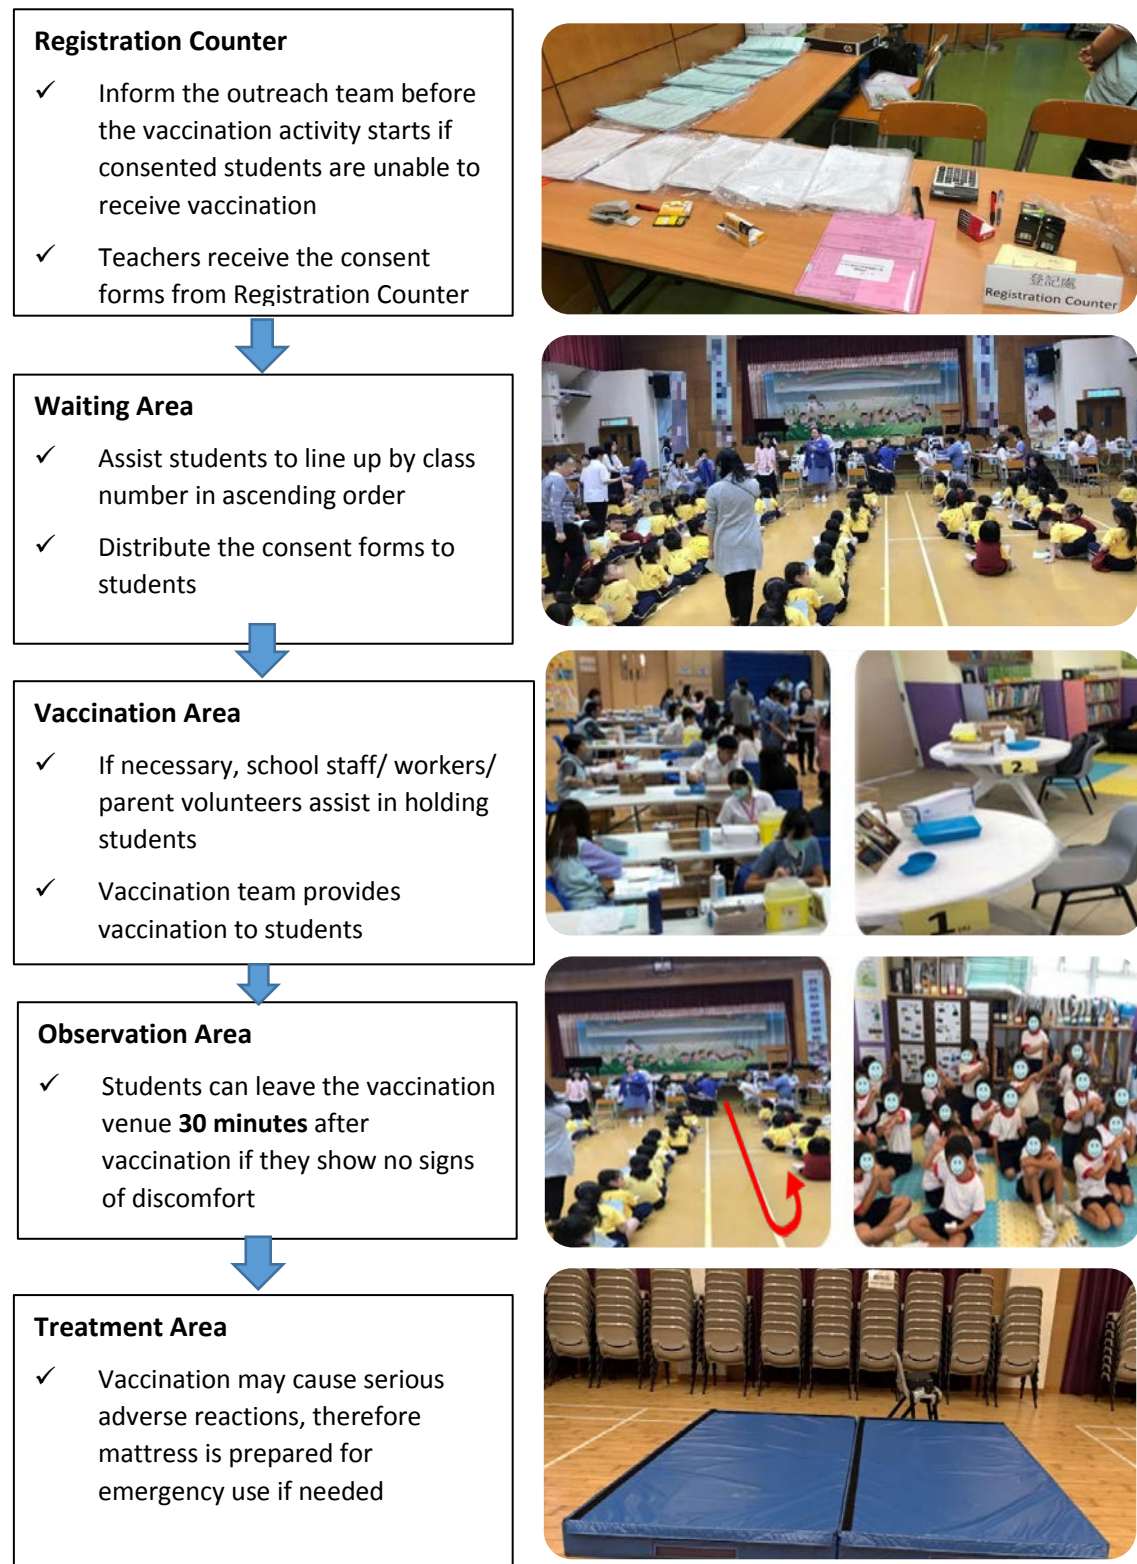 Registration Counter
✓ Inform the outreach team before
the vaccination activity starts if
consented students are unable to
receive vaccination
✓ Teachers receive the consent
forms from Registration Counter
登記處
Registration Counter
Waiting Area
✓ Assist students to line up by class
number in ascending order
✓ Distribute the consent forms to
students
Vaccination Area
✓ If necessary, school staff/ workers/
parent volunteers assist in holding
students
✓ Vaccination team provides
vaccination to students
2
1
Observation Area
✓ Students can leave the vaccination
venue 30 minutes after
vaccination if they show no signs
of discomfort
Treatment Area
✓ Vaccination may cause serious
adverse reactions, therefore
mattress is prepared for
emergency use if needed